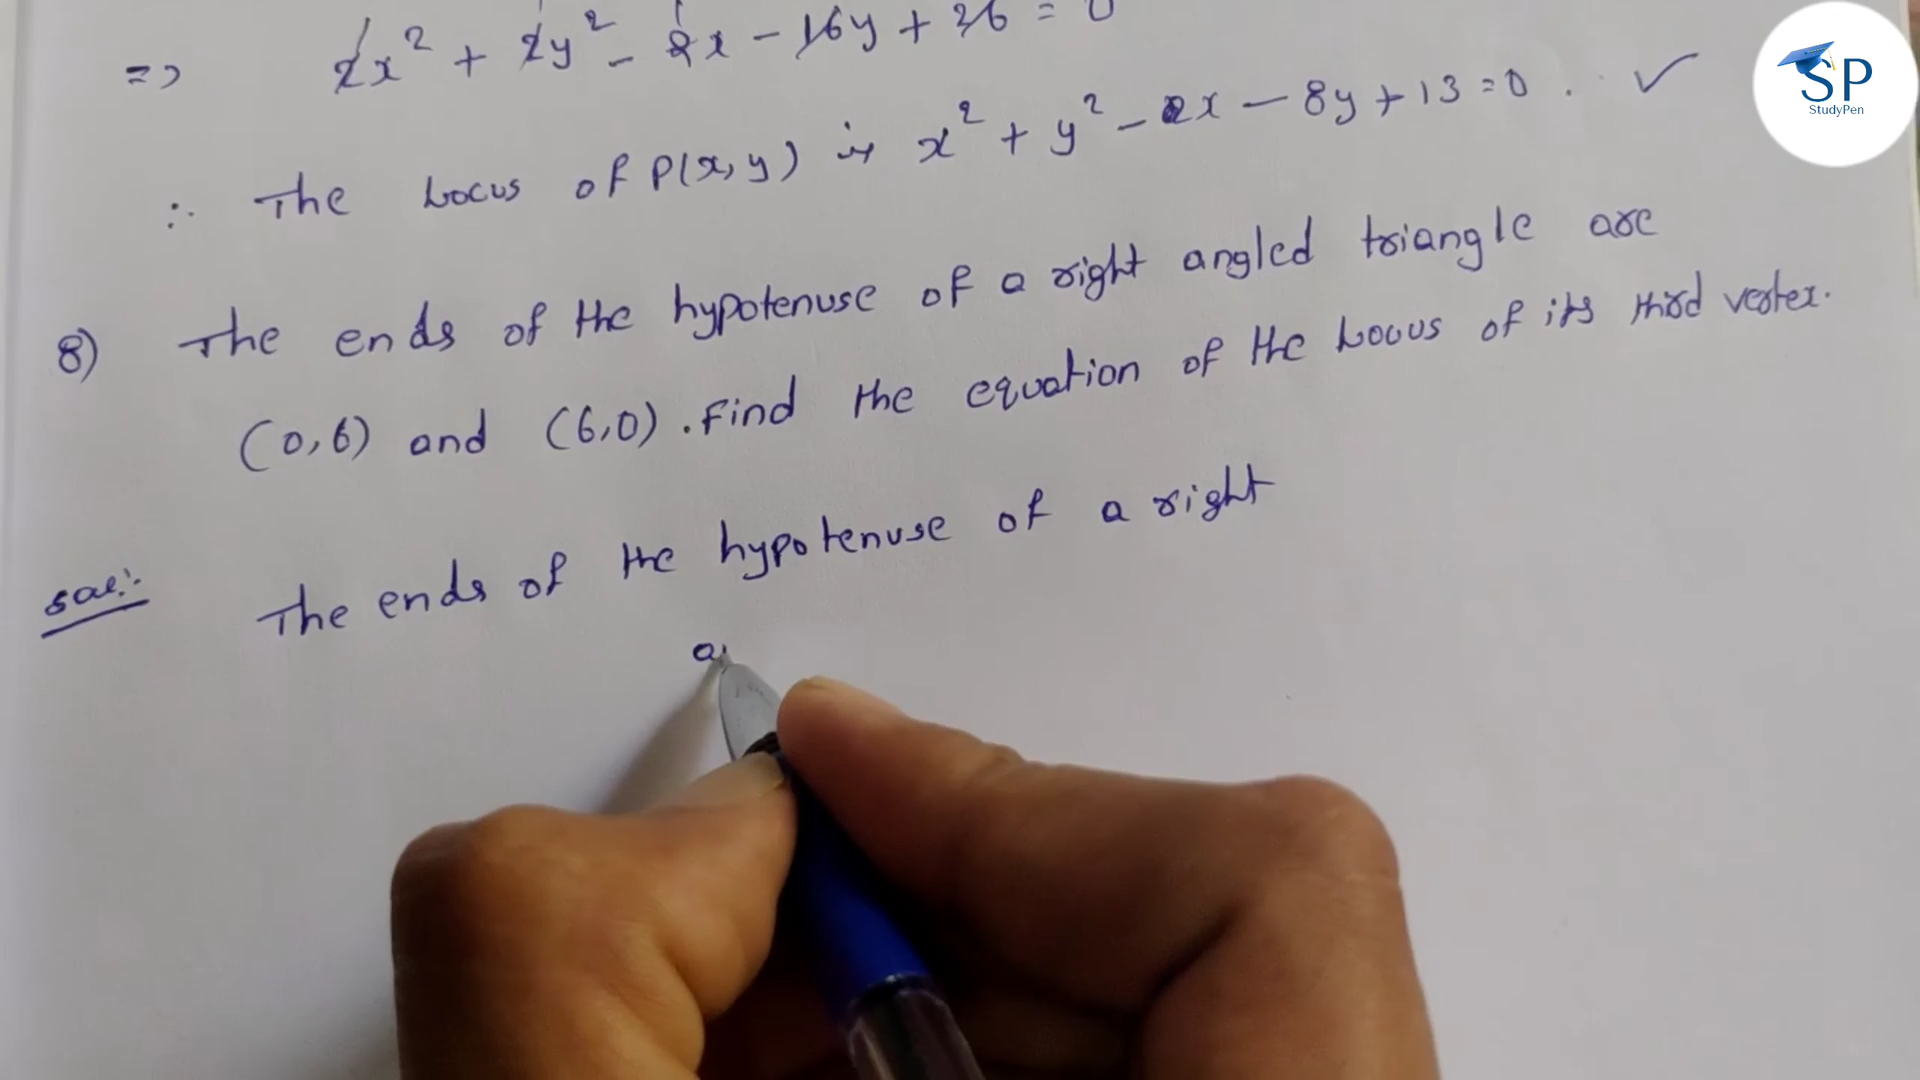 => 2x² + 2y² - 2x - 16y + 26 = 0
∴ The Locus of P(x, y) is x² + y² - 2x - 8y + 13 = 0. ✓
SP
StudyPen
8) The ends of the hypotenuse of a right angled triangle are
(0,6) and (6,0). Find the equation of the Locus of its third vertex.
Sol:- The ends of the hypotenuse of a right